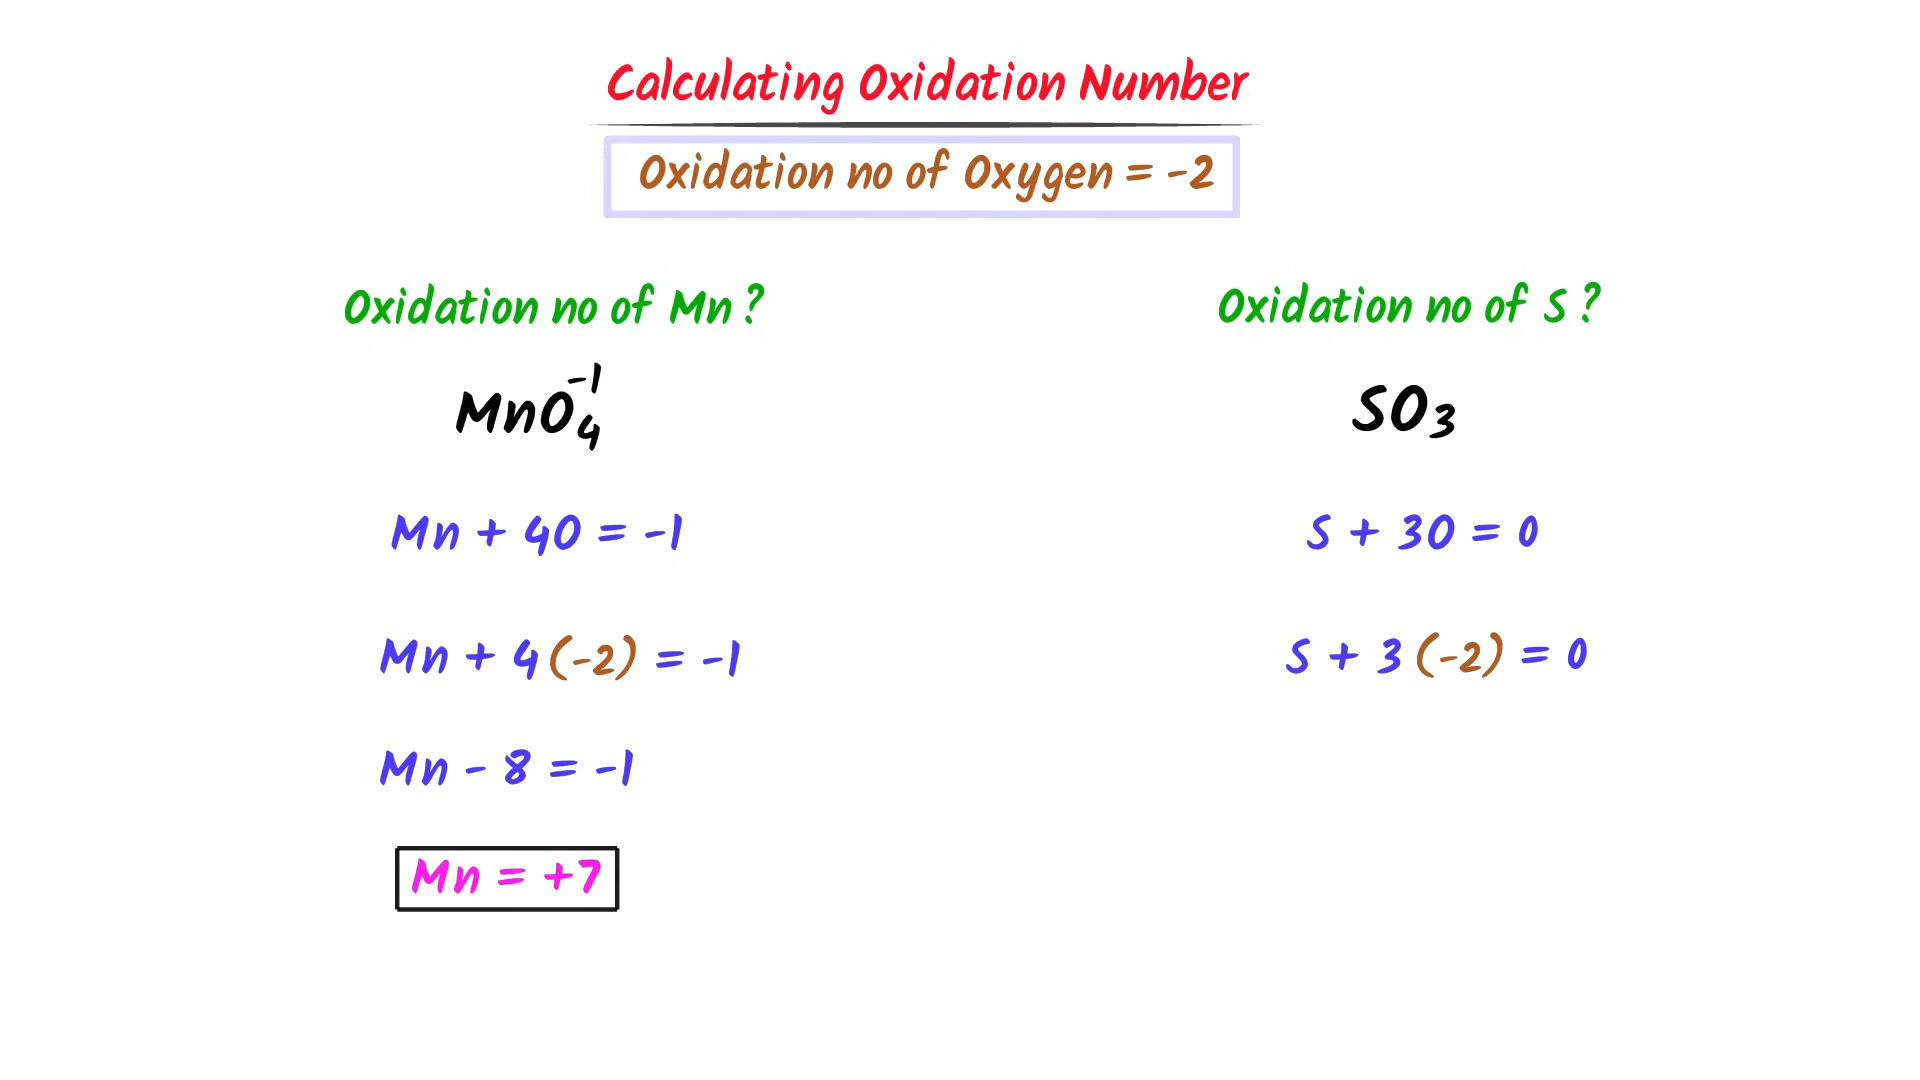 Calculating Oxidation Number
Oxidation no of Oxygen = -2
Oxidation no of Mn ?
MnO₄⁻¹
Mn + 4O = -1
Mn + 4(-2) = -1
Mn - 8 = -1
Mn = +7
Oxidation no of S ?
SO₃
S + 3O = 0
S + 3(-2) = 0